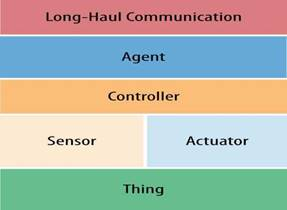 Long-Haul Communication
Agent
Controller
Sensor
Actuator
Thing